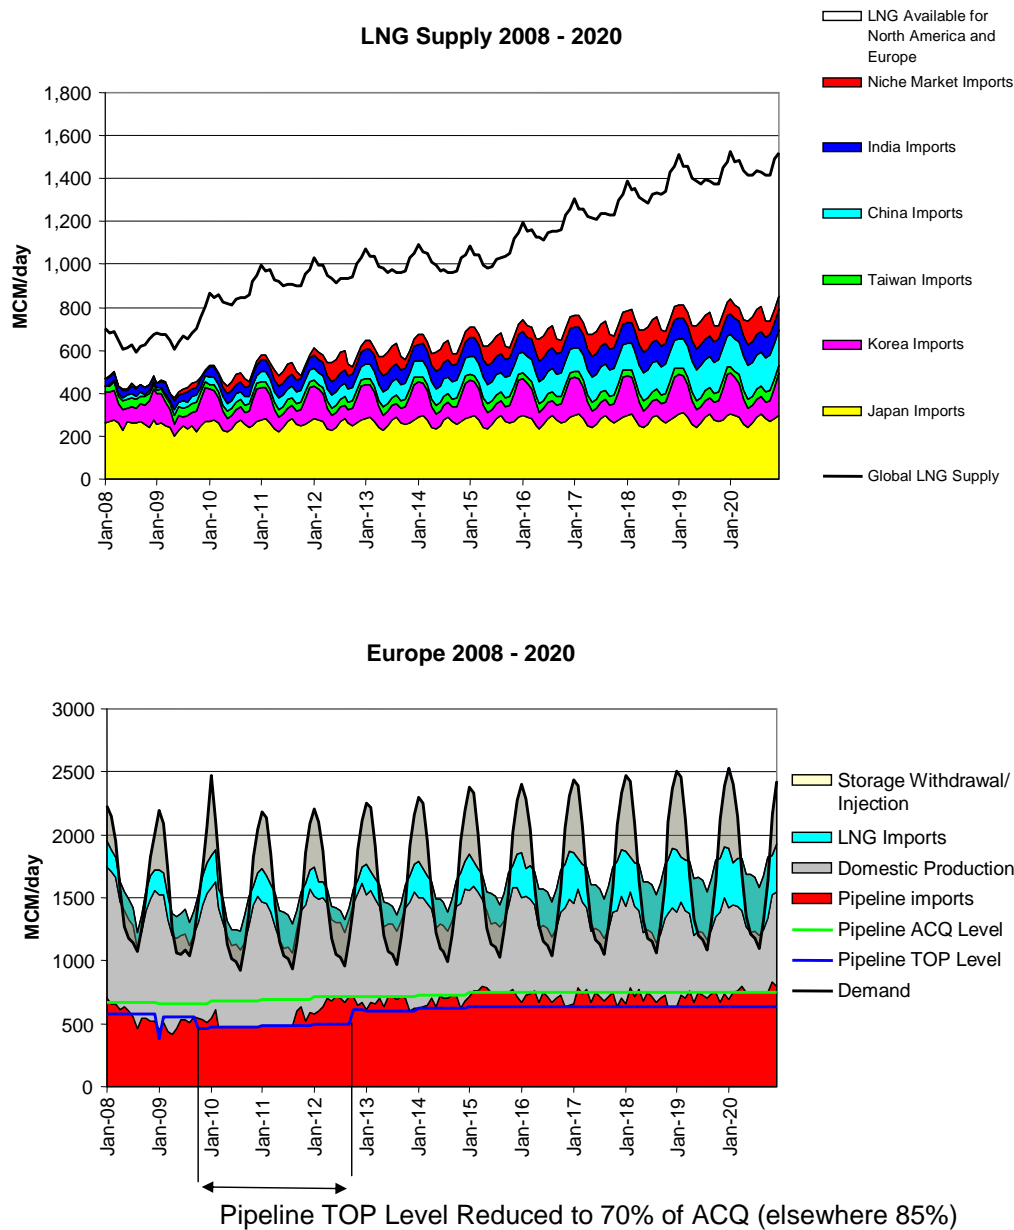 LNG Supply 2008 - 2020
LNG Available for
North America and
Europe
Niche Market Imports
India Imports
China Imports
Taiwan Imports
Korea Imports
Japan Imports
Global LNG Supply
MCM/day
1,800
1,600
1,400
1,200
1,000
800
600
400
200
0
Jan-08
Jan-09
Jan-10
Jan-11
Jan-12
Jan-13
Jan-14
Jan-15
Jan-16
Jan-17
Jan-18
Jan-19
Jan-20
Europe 2008 - 2020
MCM/day
3000
2500
2000
1500
1000
500
0
Storage Withdrawal/
Injection
LNG Imports
Domestic Production
Pipeline imports
Pipeline ACQ Level
Pipeline TOP Level
Demand
Jan-08
Jan-09
Jan-10
Jan-11
Jan-12
Jan-13
Jan-14
Jan-15
Jan-16
Jan-17
Jan-18
Jan-19
Jan-20
Pipeline TOP Level Reduced to 70% of ACQ (elsewhere 85%)